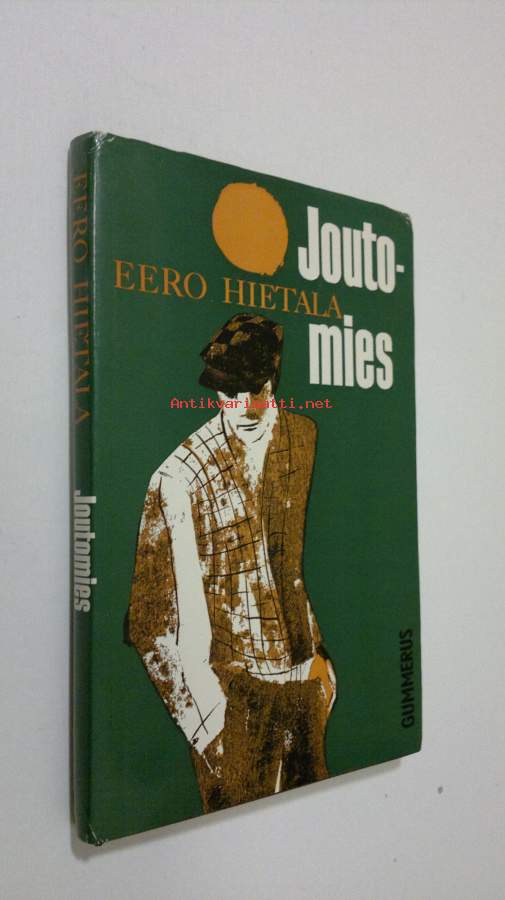 EERO HIETALA
Joutomies
Jouto-
EERO HIETALA
mies
Antikvariaatti.net
GUMMERUS